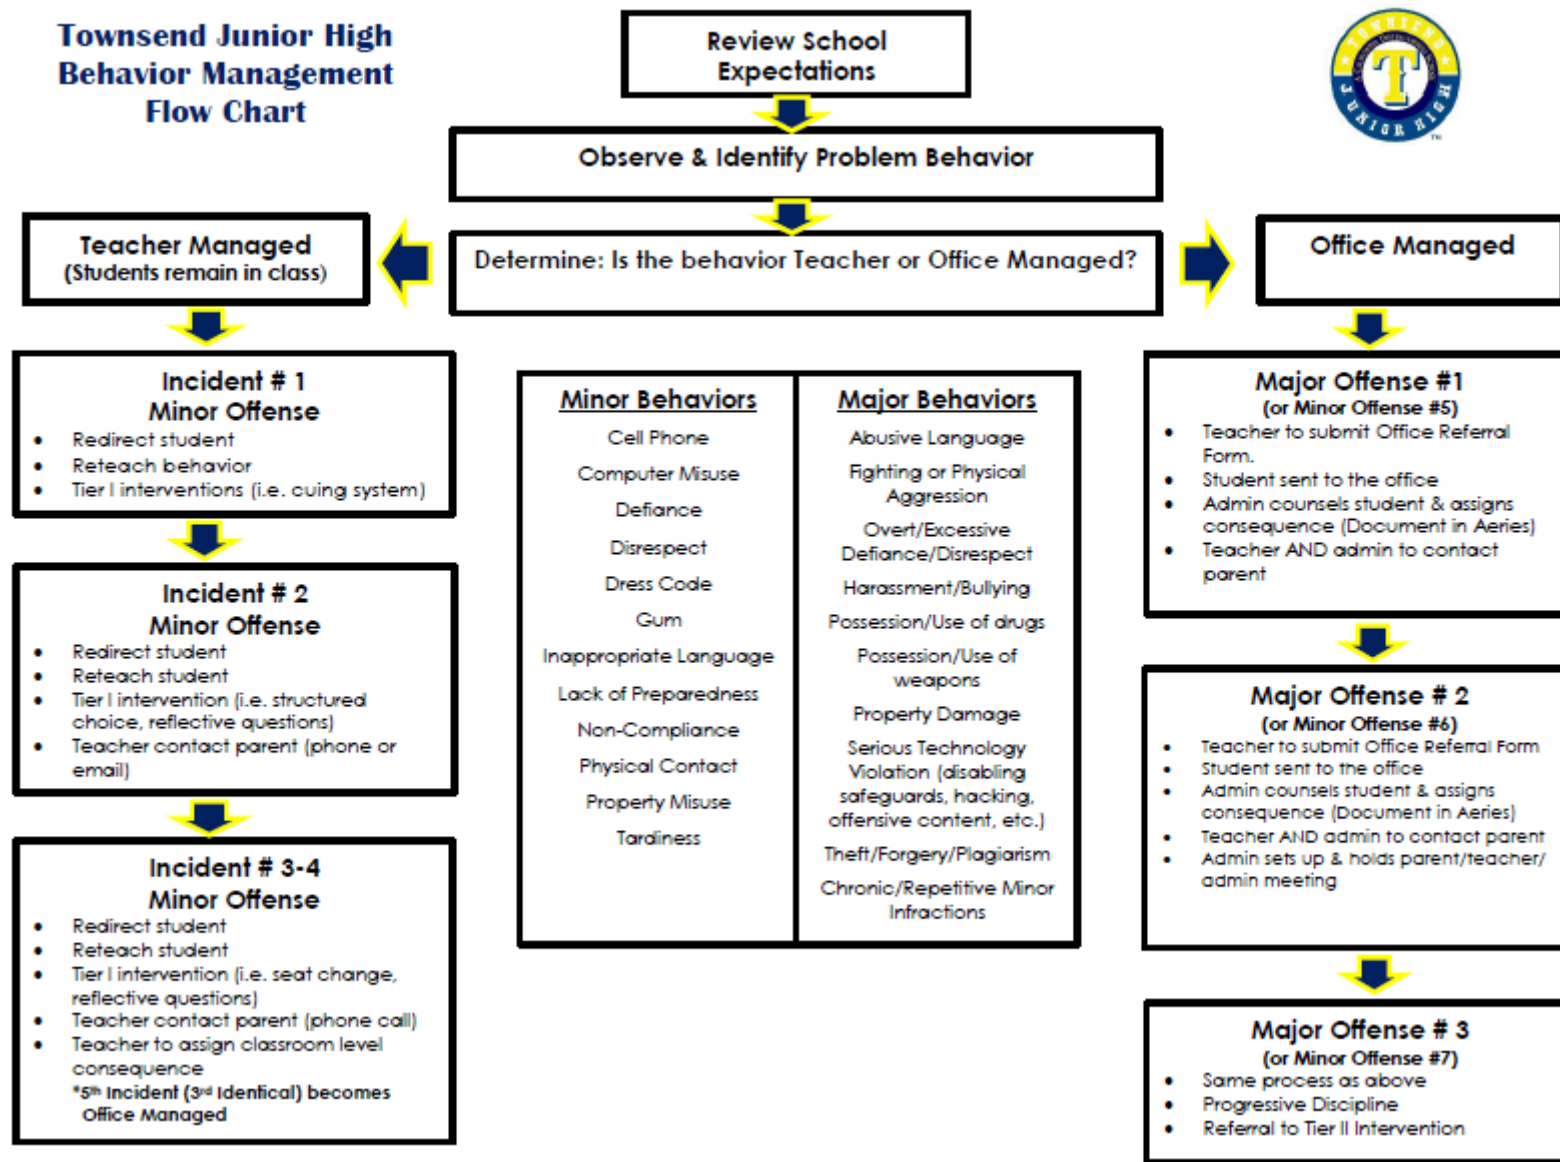 Townsend Junior High
Behavior Management
Flow Chart
Review School
Expectations
TOWNSEND
T
JUNIOR HIGH
TM
Observe & Identify Problem Behavior
Teacher Managed
(Students remain in class)
Determine: Is the behavior Teacher or Office Managed?
Office Managed
Incident # 1
Minor Offense
• Redirect student
• Reteach behavior
• Tier I interventions (i.e. cuing system)
Incident # 2
Minor Offense
• Redirect student
• Reteach student
• Tier I intervention (i.e. structured
choice, reflective questions)
• Teacher contact parent (phone or
email)
Incident # 3-4
Minor Offense
• Redirect student
• Reteach student
• Tier I intervention (i.e. seat change,
reflective questions)
• Teacher contact parent (phone call)
• Teacher to assign classroom level
consequence
*5th Incident (3rd Identical) becomes
Office Managed
Minor Behaviors
Cell Phone
Computer Misuse
Defiance
Disrespect
Dress Code
Gum
Inappropriate Language
Lack of Preparedness
Non-Compliance
Physical Contact
Property Misuse
Tardiness
Major Behaviors
Abusive Language
Fighting or Physical
Aggression
Overt/Excessive
Defiance/Disrespect
Harassment/Bullying
Possession/Use of drugs
Possession/Use of
weapons
Property Damage
Serious Technology
Violation (disabling
safeguards, hacking,
offensive content, etc.)
Theft/Forgery/Plagiarism
Chronic/Repetitive Minor
Infractions
Major Offense #1
(or Minor Offense #5)
• Teacher to submit Office Referral
Form.
• Student sent to the office
• Admin counsels student & assigns
consequence (Document in Aeries)
• Teacher AND admin to contact
parent
Major Offense # 2
(or Minor Offense #6)
• Teacher to submit Office Referral Form
• Student sent to the office
• Admin counsels student & assigns
consequence (Document in Aeries)
• Teacher AND admin to contact parent
• Admin sets up & holds parent/teacher/
admin meeting
Major Offense # 3
(or Minor Offense #7)
• Same process as above
• Progressive Discipline
• Referral to Tier II Intervention